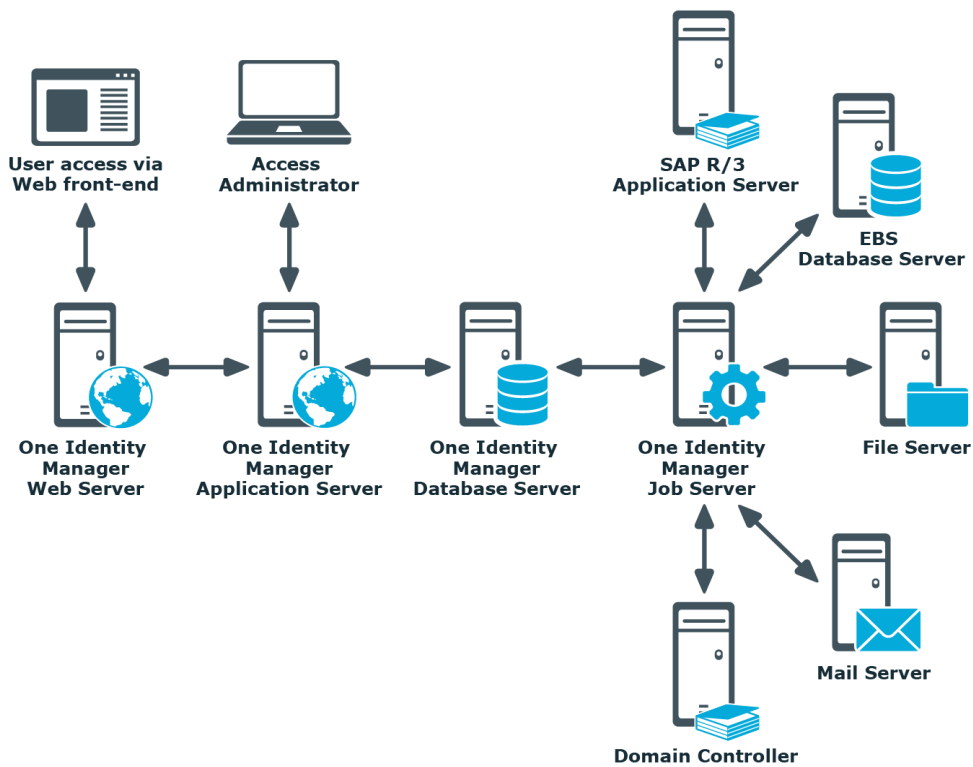 User access via
Web front-end
Access
Administrator
SAP R/3
Application Server
EBS
Database Server
One Identity
Manager
Web Server
One Identity
Manager
Application Server
One Identity
Manager
Database Server
One Identity
Manager
Job Server
File Server
Mail Server
Domain Controller